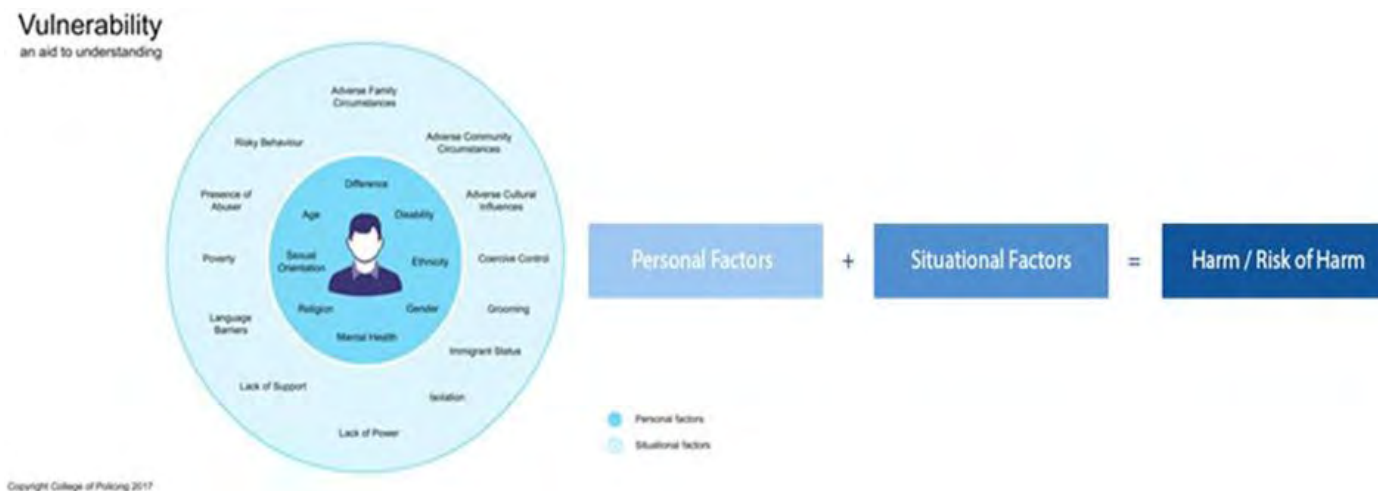 Vulnerability
an aid to understanding
Adverse Family
Circumstances
Risky Behaviour
Adverse Community
Circumstances
Presence of
Abuser
Adverse Cultural
Influences
Poverty
Coercive Control
Language
Barriers
Grooming
Immigrant Status
Lack of Support
Isolation
Lack of Power
Difference
Age
Disability
Sexual
Orientation
Ethnicity
Religion
Gender
Mental Health
Personal Factors
+
Situational Factors
=
Harm / Risk of Harm
Personal factors
Situational factors
Copyright College of Policing 2017